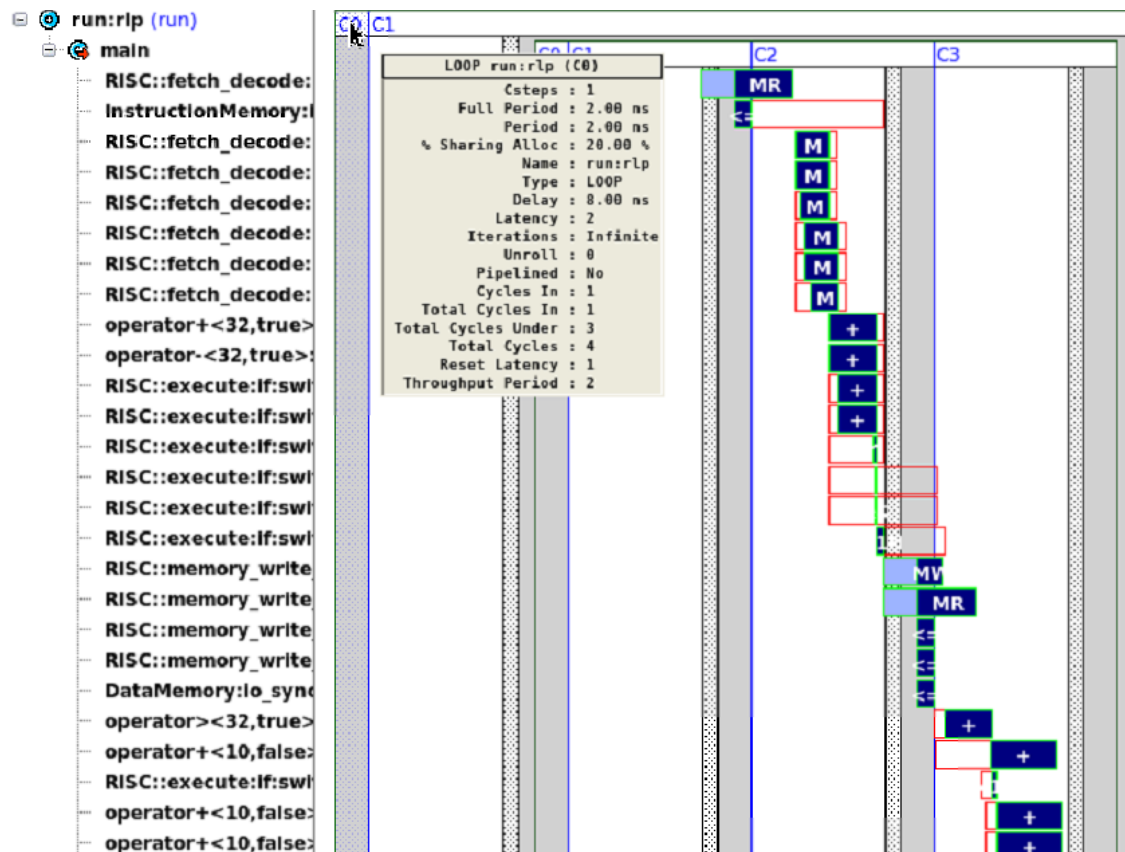 run:rlp (run)
main
RISC::fetch_decode:
RISC::fetch_decode:
RISC::fetch_decode:
RISC::fetch_decode:
RISC::fetch_decode:
RISC::fetch_decode:
RISC::fetch_decode:
operator+<32,true>
operator-<32,true>:
RISC::execute:if:swi
RISC::execute:if:swi
RISC::execute:if:swi
RISC::execute:if:swi
RISC::execute:if:swi
RISC::execute:if:swi
RISC::memory_write
RISC::memory_write
RISC::memory_write
RISC::memory_write
DataMemory:io_sync
operator><32,true>
operator+<10,false>
RISC::execute:if:swi
operator+<10,false>
operator+<10,false>
C0 C1
C0 C1 C2 C3
LOOP run:rlp (C0)
Csteps : 1
Full Period : 2.00 ns
Period : 2.00 ns
% Sharing Alloc : 20.00 %
Name : run:rlp
Type : LOOP
Delay : 8.00 ns
Latency : 2
Iterations : Infinite
Unroll : 0
Pipelined : No
Cycles In : 1
Total Cycles In : 1
Total Cycles Under : 3
Total Cycles : 4
Reset Latency : 1
Throughput Period : 2
MR
<=
M
M
M
M
M
M
+
+
+
+
MW
MR
<=
<=
<=
+
+
+
+